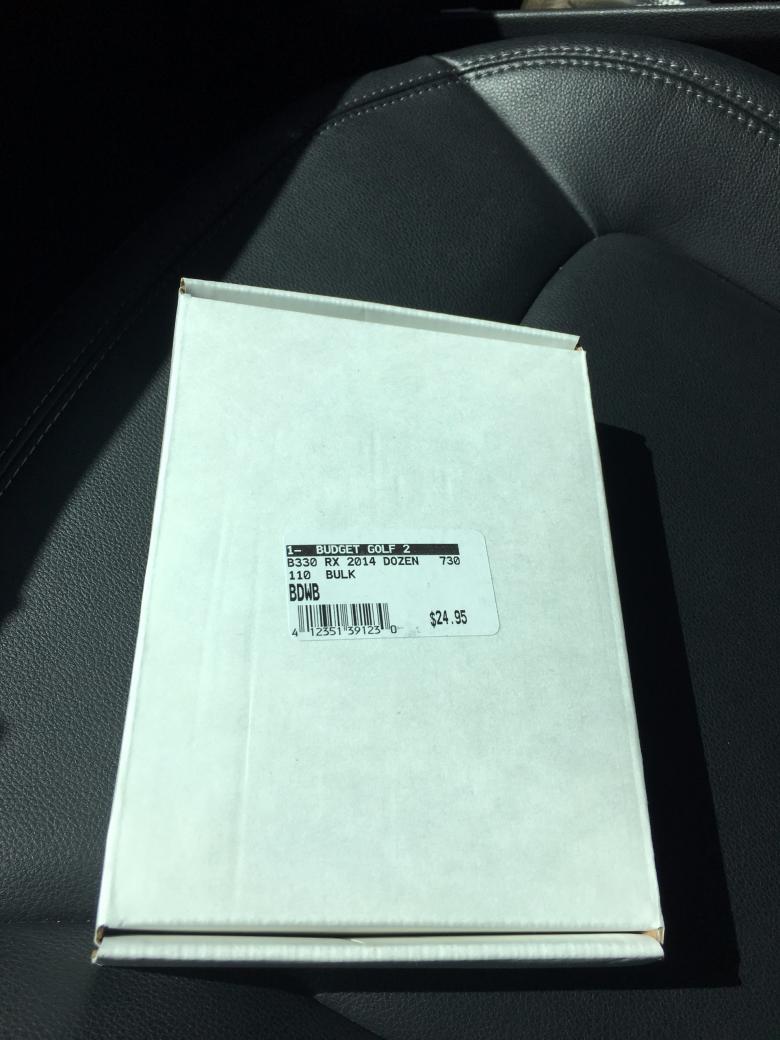 1- BUDGET GOLF 2
B330 RX 2014 DOZEN 730
110 BULK
BDWB
$24.95
4 12351 39123 0